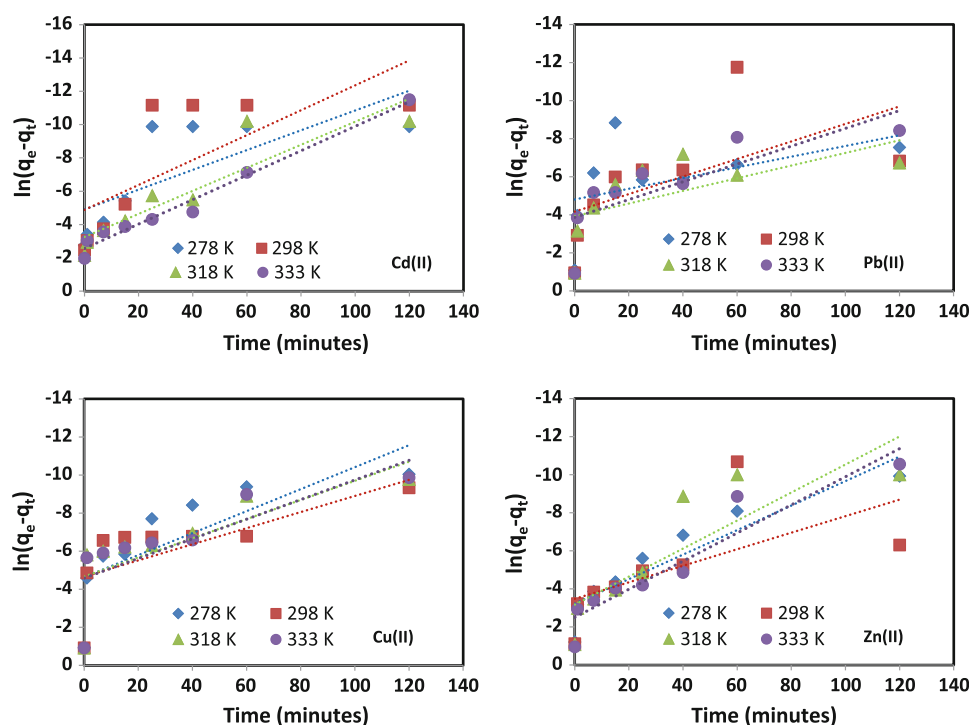 -16
-14
-12
-10
-8
-6
-4
-2
0
ln(qe-qt)
278 K
298 K
318 K
333 K
Cd(II)
0 20 40 60 80 100 120 140
Time (minutes)
-14
-12
-10
-8
-6
-4
-2
0
ln(qe-qt)
278 K
298 K
318 K
333 K
Pb(II)
0 20 40 60 80 100 120 140
Time (minutes)
-14
-12
-10
-8
-6
-4
-2
0
ln(qe-qt)
278 K
298 K
318 K
333 K
Cu(II)
0 20 40 60 80 100 120 140
Time (minutes)
-14
-12
-10
-8
-6
-4
-2
0
ln(qe-qt)
278 K
298 K
318 K
333 K
Zn(II)
0 20 40 60 80 100 120 140
Time (minutes)